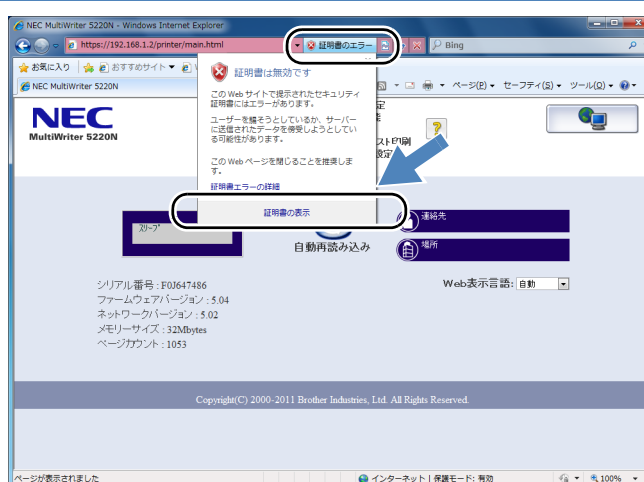 NEC MultiWriter 5220N - Windows Internet Explorer
https://192.168.1.2/printer/main.html
証明書のエラー
Bing
お気に入り
おすすめサイト
NEC MultiWriter 5220N
ページ(P)
セーフティ(S)
ツール(O)
証明書は無効です
この Web サイトで提示されたセキュリティ
証明書にはエラーがあります。
ユーザーを騙そうとしているか、サーバー
に送信されたデータを傍受しようとしてい
る可能性があります。
この Web ページを閉じることを推奨しま
す。
証明書エラーの詳細
証明書の表示
NEC
MultiWriter 5220N
定
スト印刷
設定
スリープ
自動再読み込み
連絡先
場所
シリアル番号 : F0J647486
ファームウェアバージョン : 5.04
ネットワークバージョン : 5.02
メモリーサイズ : 32Mbytes
ページカウント : 1053
Web表示言語: 自動
Copyright(C) 2000-2011 Brother Industries, Ltd. All Rights Reserved.
ページが表示されました
インターネット | 保護モード: 有効
100%